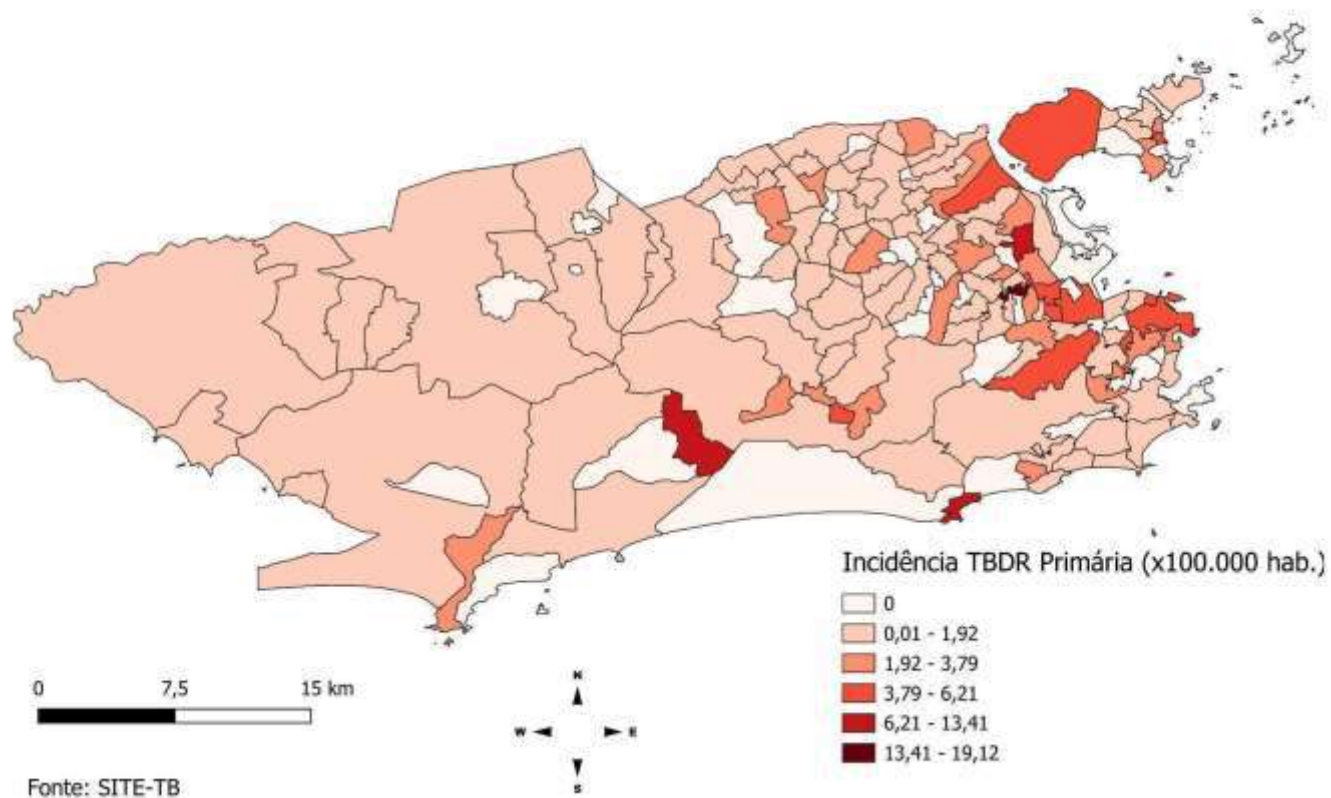 Incidência TBDR Primária (x100.000 hab.)
0
0,01 - 1,92
1,92 - 3,79
3,79 - 6,21
6,21 - 13,41
13,41 - 19,12
0 7,5 15 km
N
W E
S
Fonte: SITE-TB